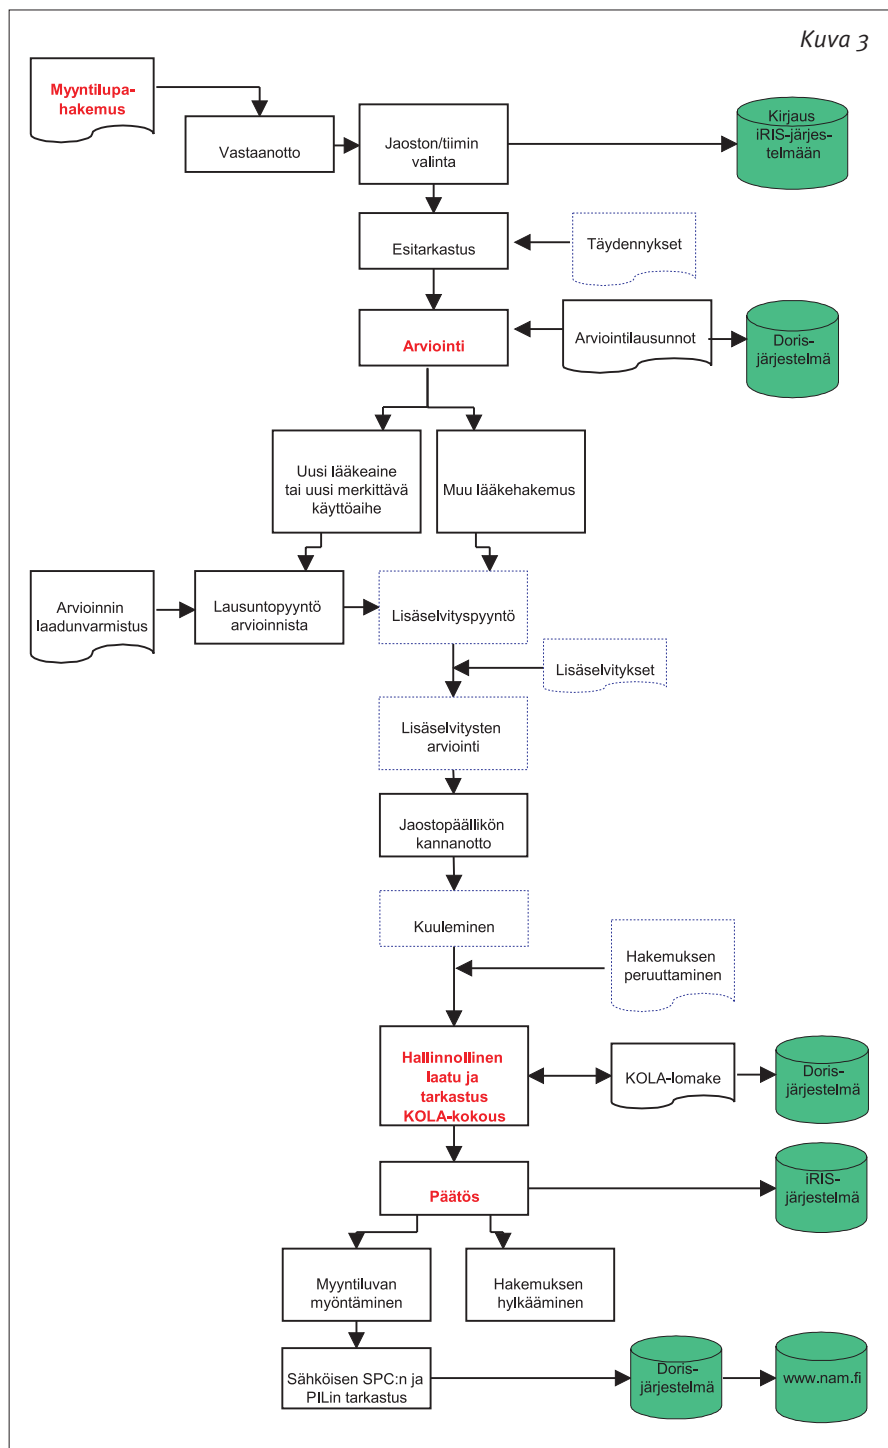 Kuva 3
Myyntilupa-
hakemus
Vastaanotto
Jaoston/tiimin
valinta
Kirjaus
iRIS-järjes-
telmään
Esitarkastus
Täydennykset
Arviointi
Arviointilausunnot
Doris-
järjestelmä
Uusi lääkeaine
tai uusi merkittävä
käyttöaihe
Muu lääkehakemus
Arvioinnin
laadunvarmistus
Lausuntopyyntö
arvioinnista
Lisäselvityspyyntö
Lisäselvitykset
Lisäselvitysten
arviointi
Jaostopäällikön
kannanotto
Kuuleminen
Hakemuksen
peruuttaminen
Hallinnollinen
laatu ja
tarkastus
KOLA-kokous
KOLA-lomake
Doris-
järjestelmä
Päätös
iRIS-
järjestelmä
Myyntiluvan
myöntäminen
Hakemuksen
hylkääminen
Sähköisen SPC:n ja
PILin tarkastus
Doris-
järjestelmä
www.nam.fi